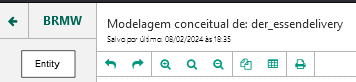 BRMW
Modelagem conceitual de: der_essendelivery
Salvo por último: 08/02/2024 às 18:35
Entity